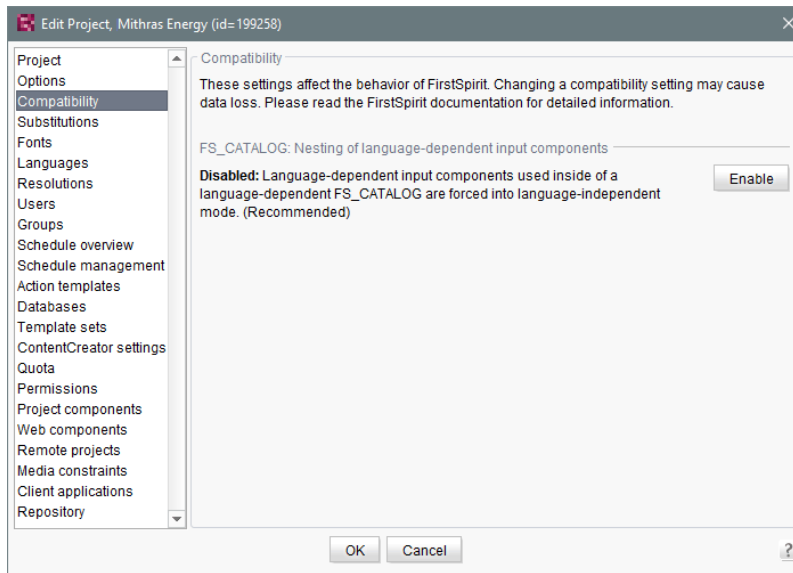 Edit Project, Mithras Energy (id=199258)
Project
Options
Compatibility
Substitutions
Fonts
Languages
Resolutions
Users
Groups
Schedule overview
Schedule management
Action templates
Databases
Template sets
ContentCreator settings
Quota
Permissions
Project components
Web components
Remote projects
Media constraints
Client applications
Repository
Compatibility
These settings affect the behavior of FirstSpirit. Changing a compatibility setting may cause
data loss. Please read the FirstSpirit documentation for detailed information.
FS_CATALOG: Nesting of language-dependent input components
Disabled: Language-dependent input components used inside of a
language-dependent FS_CATALOG are forced into language-independent
mode. (Recommended)
Enable
OK
Cancel
?